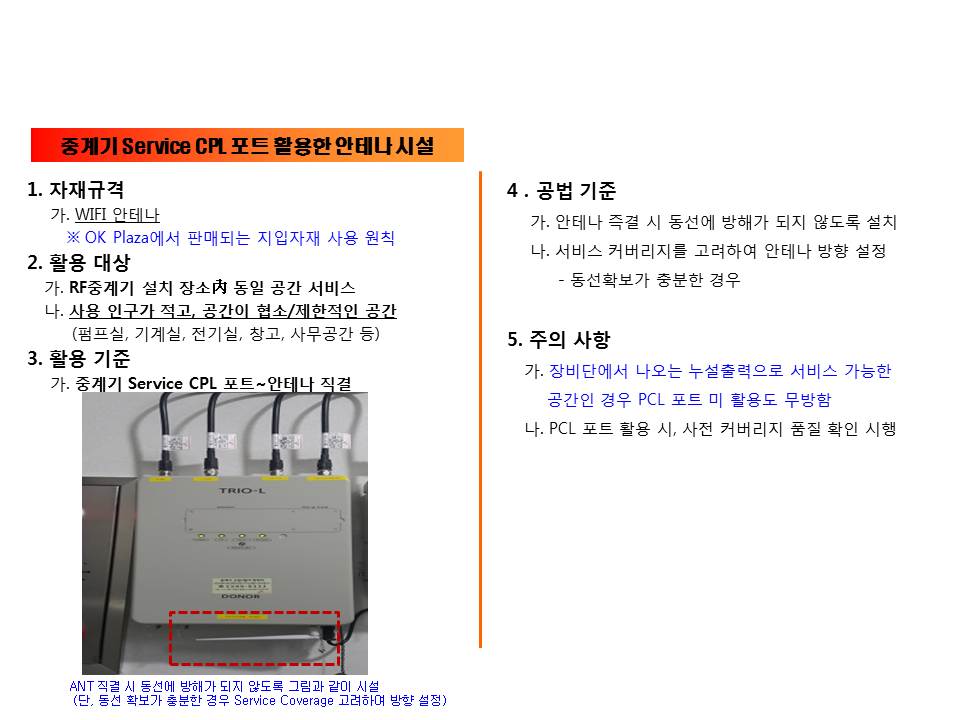 중계기 Service CPL 포트 활용한 안테나 시설
1. 자재규격
가. WIFI 안테나
※ OK Plaza에서 판매되는 지입자재 사용 원칙
2. 활용 대상
가. RF중계기 설치 장소內 동일 공간 서비스
나. 사용 인구가 적고, 공간이 협소/제한적인 공간
(펌프실, 기계실, 전기실, 창고, 사무공간 등)
3. 활용 기준
가. 중계기 Service CPL 포트~안테나 직결
TRIO-L
DONOR
ANT 직결 시 동선에 방해가 되지 않도록 그림과 같이 시설
(단, 동선 확보가 충분한 경우 Service Coverage 고려하여 방향 설정)
4 . 공법 기준
가. 안테나 즉결 시 동선에 방해가 되지 않도록 설치
나. 서비스 커버리지를 고려하여 안테나 방향 설정
- 동선확보가 충분한 경우
5. 주의 사항
가. 장비단에서 나오는 누설출력으로 서비스 가능한
공간인 경우 PCL 포트 미 활용도 무방함
나. PCL 포트 활용 시, 사전 커버리지 품질 확인 시행